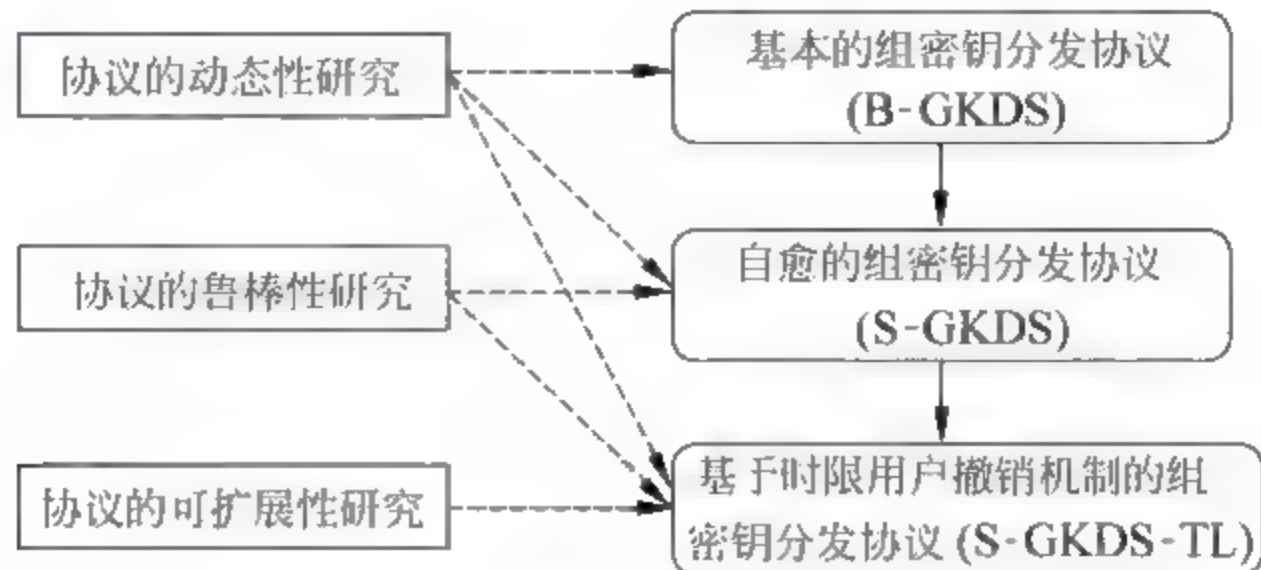 协议的动态性研究
基本的组密钥分发协议
(B-GKDS)
协议的鲁棒性研究
自愈的组密钥分发协议
(S-GKDS)
协议的可扩展性研究
基于时限用户撤销机制的组
密钥分发协议 (S-GKDS-TL)